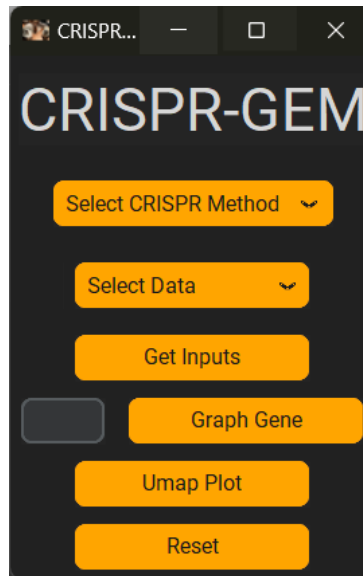 CRISPR...
CRISPR-GEM
Select CRISPR Method
Select Data
Get Inputs
Graph Gene
Umap Plot
Reset